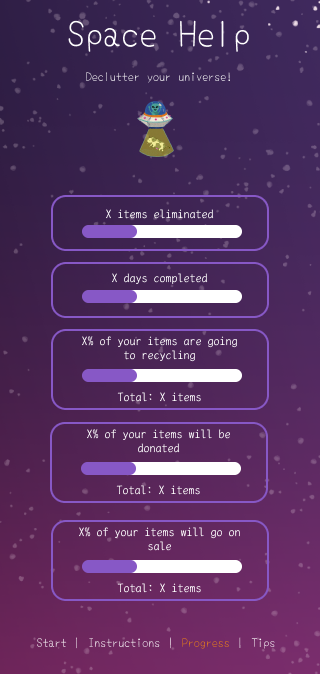 Space Help
Declutter your universe!
X items eliminated
X days completed
X% of your items are going
to recycling
Total: X items
X% of your items will be
donated
Total: X items
X% of your items will go on
sale
Total: X items
Start | Instructions | Progress | Tips